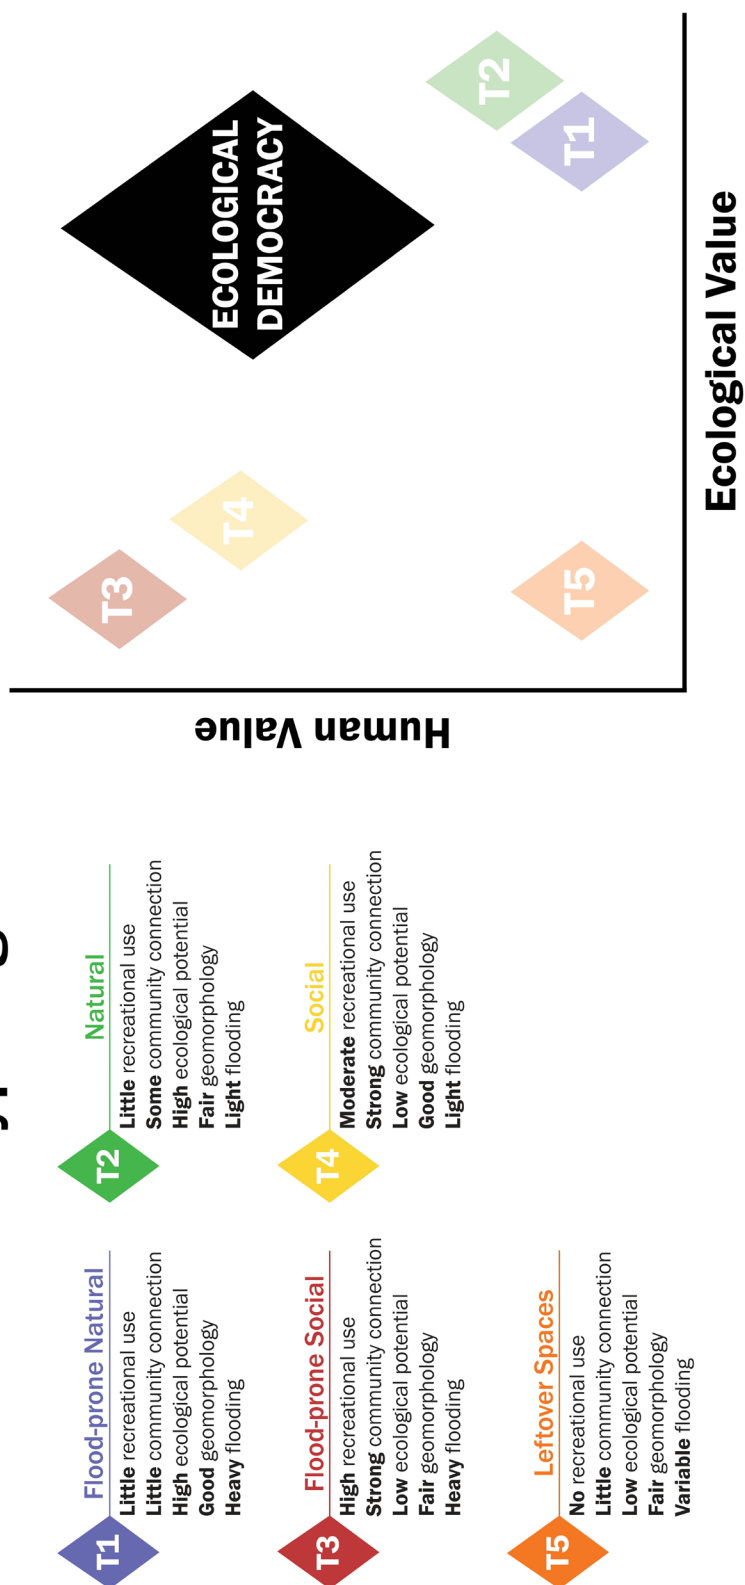 T1
Flood-prone Natural
Little recreational use
Little community connection
High ecological potential
Good geomorphology
Heavy flooding
T2
Natural
Little recreational use
Some community connection
High ecological potential
Fair geomorphology
Light flooding
T3
Flood-prone Social
High recreational use
Strong community connection
Low ecological potential
Fair geomorphology
Heavy flooding
T4
Social
Moderate recreational use
Strong community connection
Low ecological potential
Good geomorphology
Light flooding
T5
Leftover Spaces
No recreational use
Little community connection
Low ecological potential
Fair geomorphology
Variable flooding
Human Value
T3
T4
T5
ECOLOGICAL
DEMOCRACY
T2
T1
Ecological Value